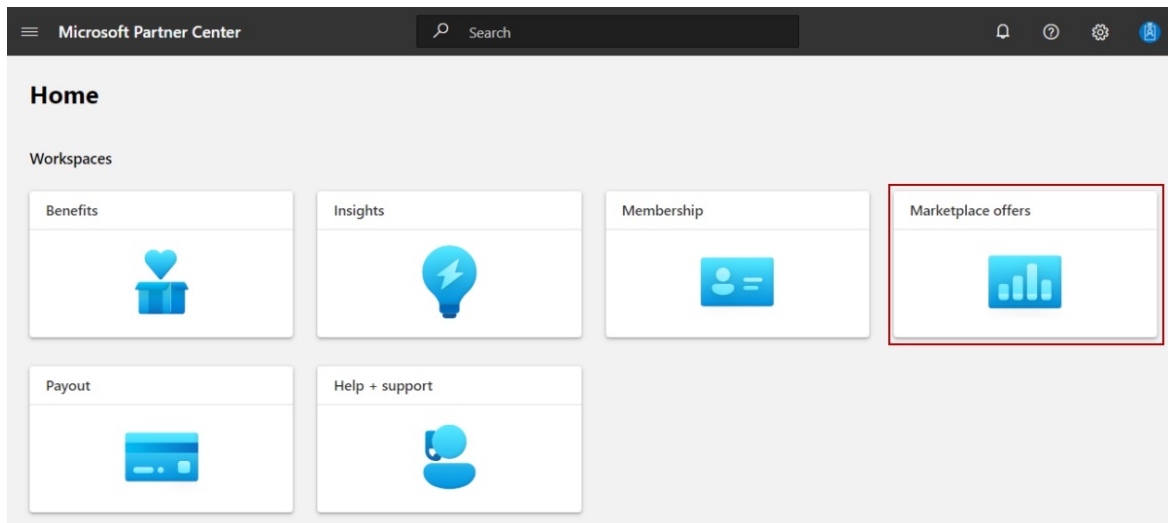 Microsoft Partner Center
Search
Home
Workspaces
Benefits
Insights
Membership
Marketplace offers
Payout
Help + support